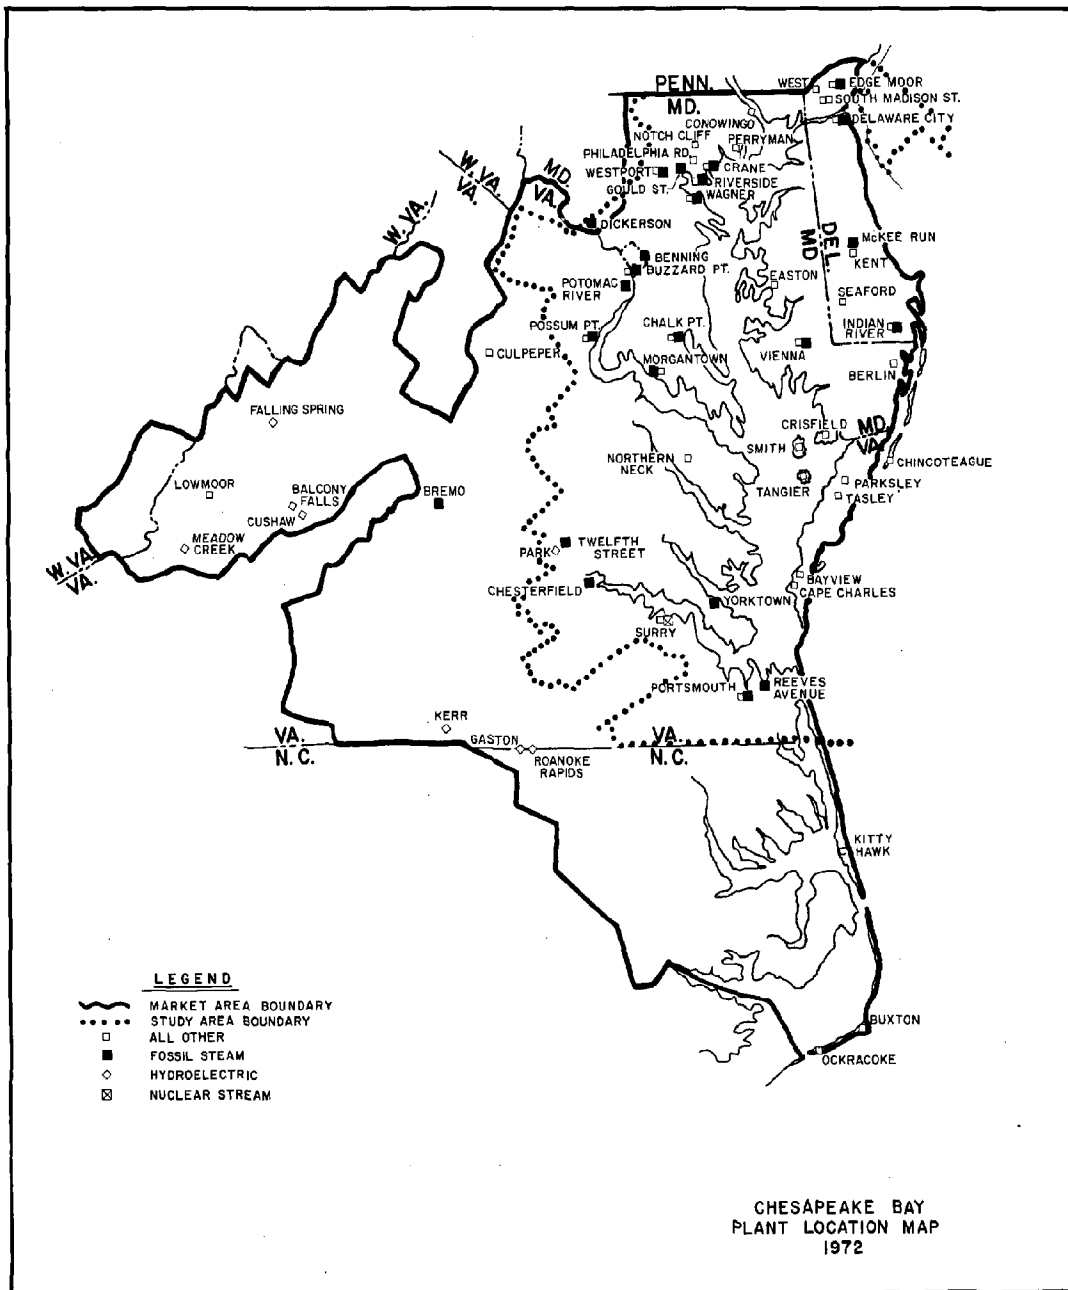 PENN.
MD.
WEST
EDGE MOOR
SOUTH MADISON ST.
DELAWARE CITY
CONOWINGO
NOTCH CLIFF
PERRYMAN
PHILADELPHIA RD.
WESTPORT
CRANE
RIVERSIDE
GOULD ST.
WAGNER
W. VA.
VA.
MD.
VA.
W. VA.
DICKERSON
DEL.
MD
McKEE RUN
KENT
BENNING
BUZZARD PT.
POTOMAC
RIVER
EASTON
SEAFORD
INDIAN
RIVER
POSSUM PT.
CHALK PT.
VIENNA
CULPEPER
MORGANTOWN
BERLIN
FALLING SPRING
CRISFIELD
MD.
VA.
SMITH
NORTHERN
NECK
CHINCOTEAGUE
TANGIER
PARKSLEY
TASLEY
LOWMOOR
BALCONY
FALLS
CUSHAW
BREMO
MEADOW
CREEK
W. VA.
VA.
PARK
TWELFTH
STREET
CHESTERFIELD
YORKTOWN
BAYVIEW
CAPE CHARLES
SURRY
PORTSMOUTH
REEVES
AVENUE
KERR
VA.
N. C.
GASTON
ROANOKE
RAPIDS
VA.
N. C.
KITTY
HAWK
BUXTON
OCKRACOKE
LEGEND
MARKET AREA BOUNDARY
STUDY AREA BOUNDARY
ALL OTHER
FOSSIL STEAM
HYDROELECTRIC
NUCLEAR STREAM
CHESAPEAKE BAY
PLANT LOCATION MAP
1972